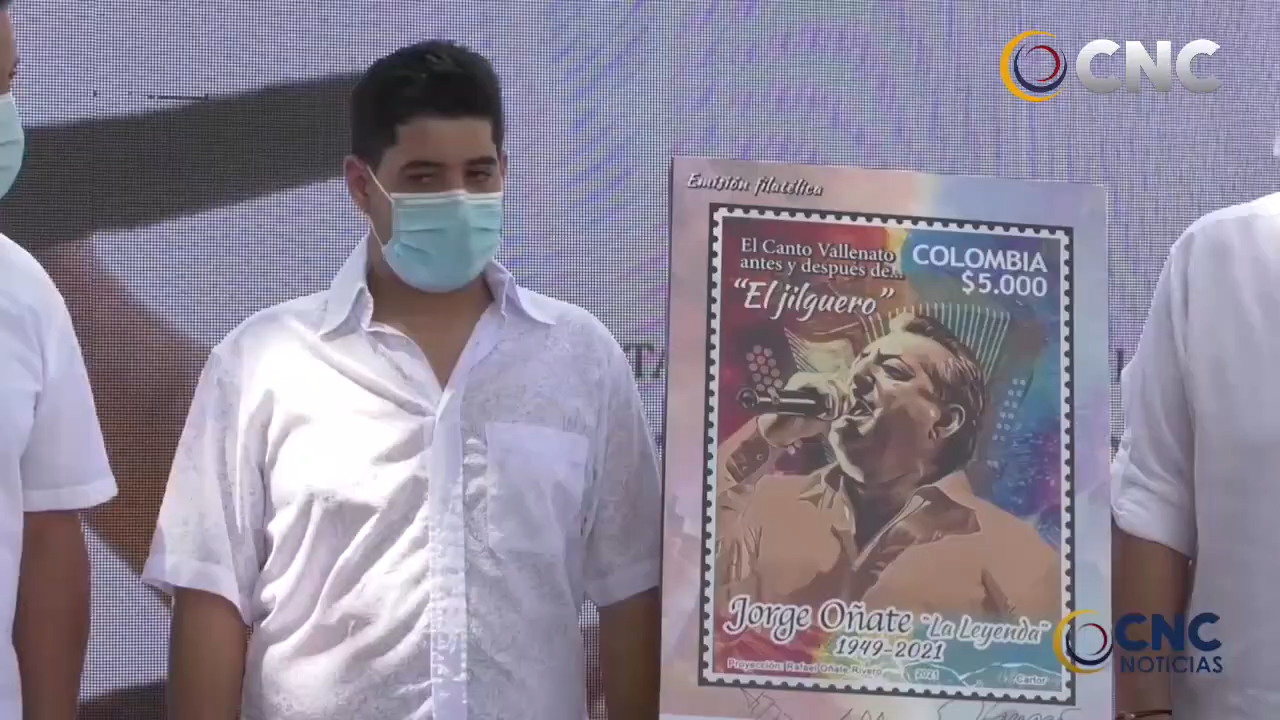 CNC
Emisión filatélica
El Canto Vallenato
antes y después de...
"El jilguero"
COLOMBIA
$5.000
Jorge Oñate "La Leyenda"
1949-2021
Proyección: Rafael Oñate Rivero
2021
Cartor
CNC
NOTICIAS